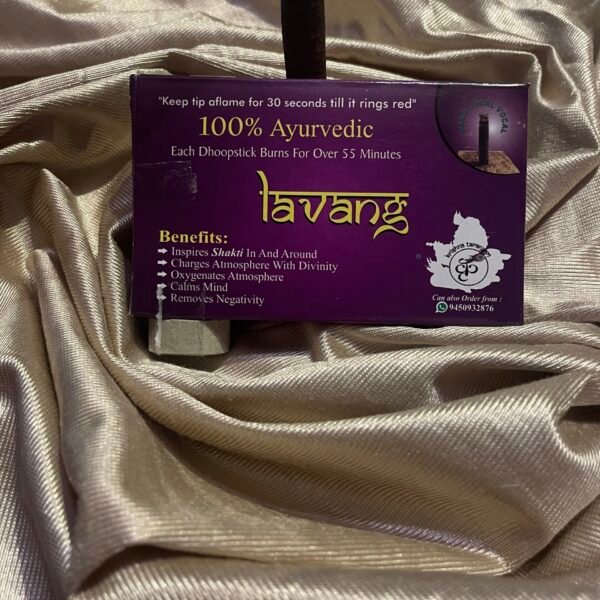 "Keep tip aflame for 30 seconds till it rings red"
100% Ayurvedic
Each Dhoopstick Burns For Over 55 Minutes
lavang
Benefits:
Inspires Shakti In And Around
Charges Atmosphere With Divinity
Oxygenates Atmosphere
Calms Mind
Removes Negativity
Can also Order from :
9450932876